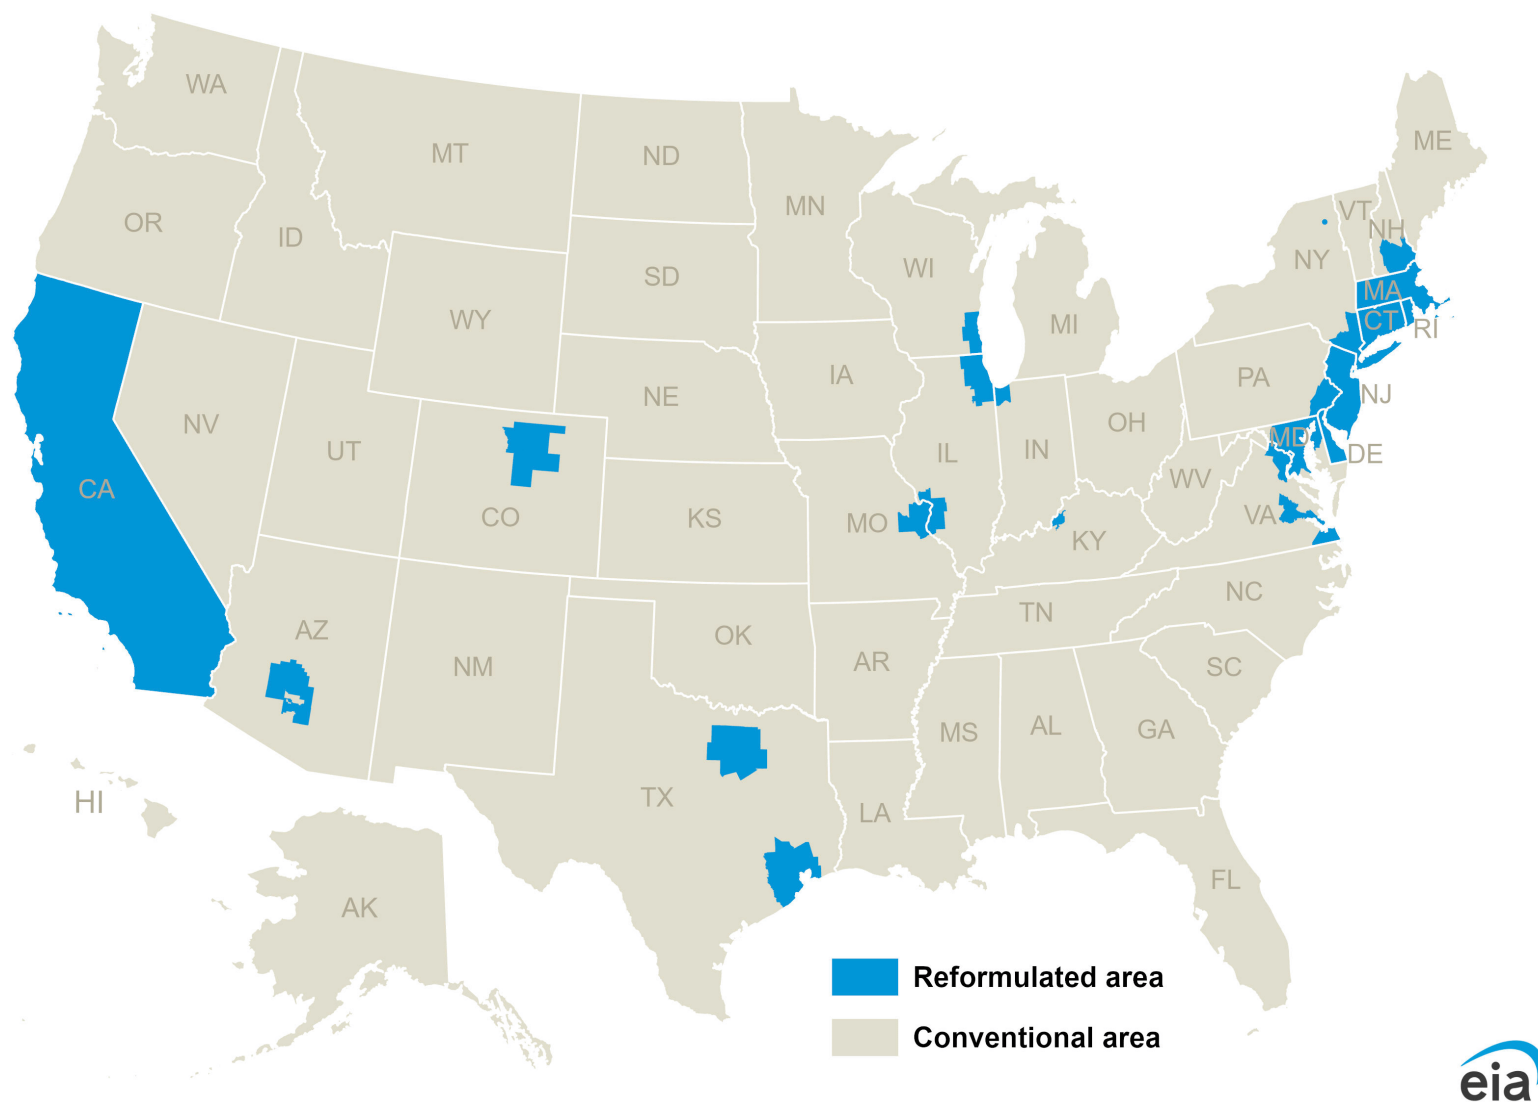 WA
MT
ND
MN
ME
OR
ID
SD
WI
MI
VT
NH
NY
MA
CT
RI
WY
IA
NE
PA
NJ
NV
UT
CO
KS
MO
IL
IN
OH
WV
MD
DE
VA
KY
CA
AZ
NM
OK
AR
TN
NC
SC
MS
AL
GA
TX
LA
HI
AK
FL
Reformulated area
Conventional area
eia